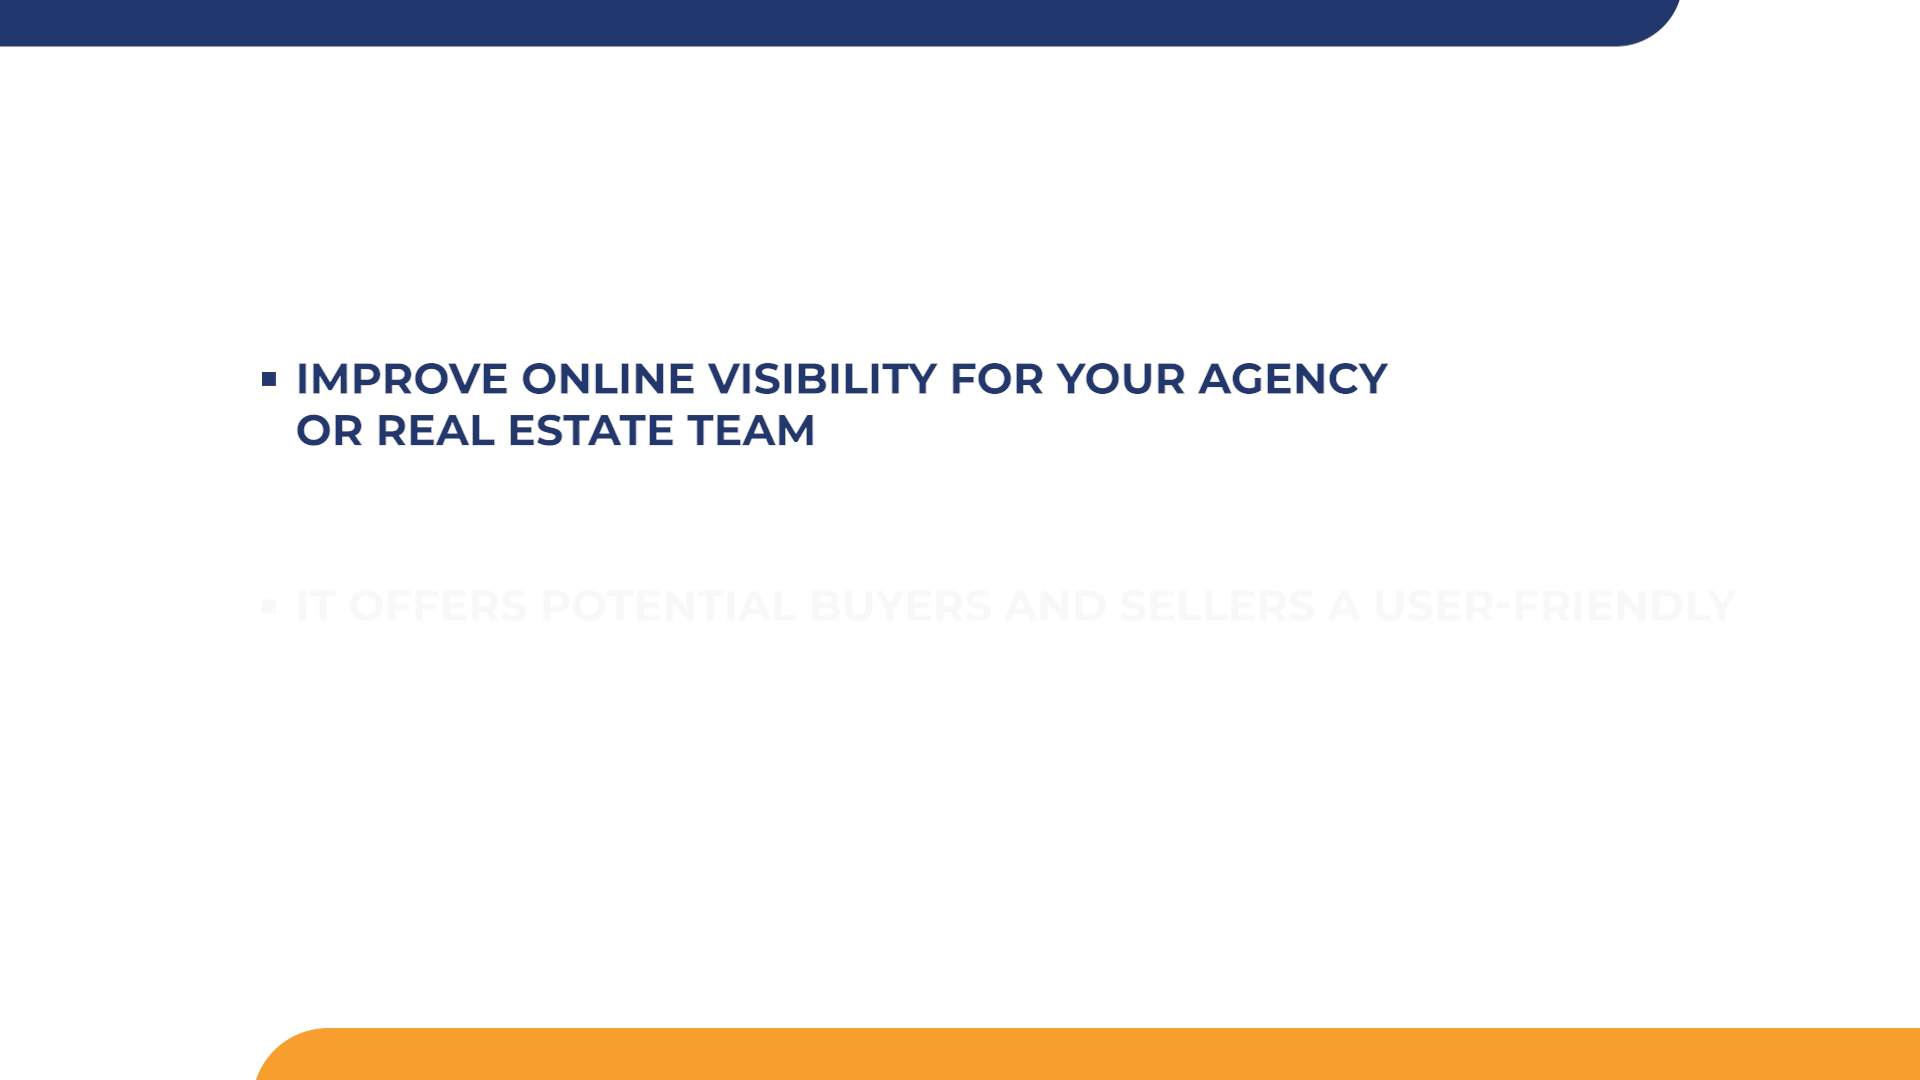 ▪ IMPROVE ONLINE VISIBILITY FOR YOUR AGENCY
OR REAL ESTATE TEAM
▪ IT OFFERS POTENTIAL BUYERS AND SELLERS A USER-FRIENDLY